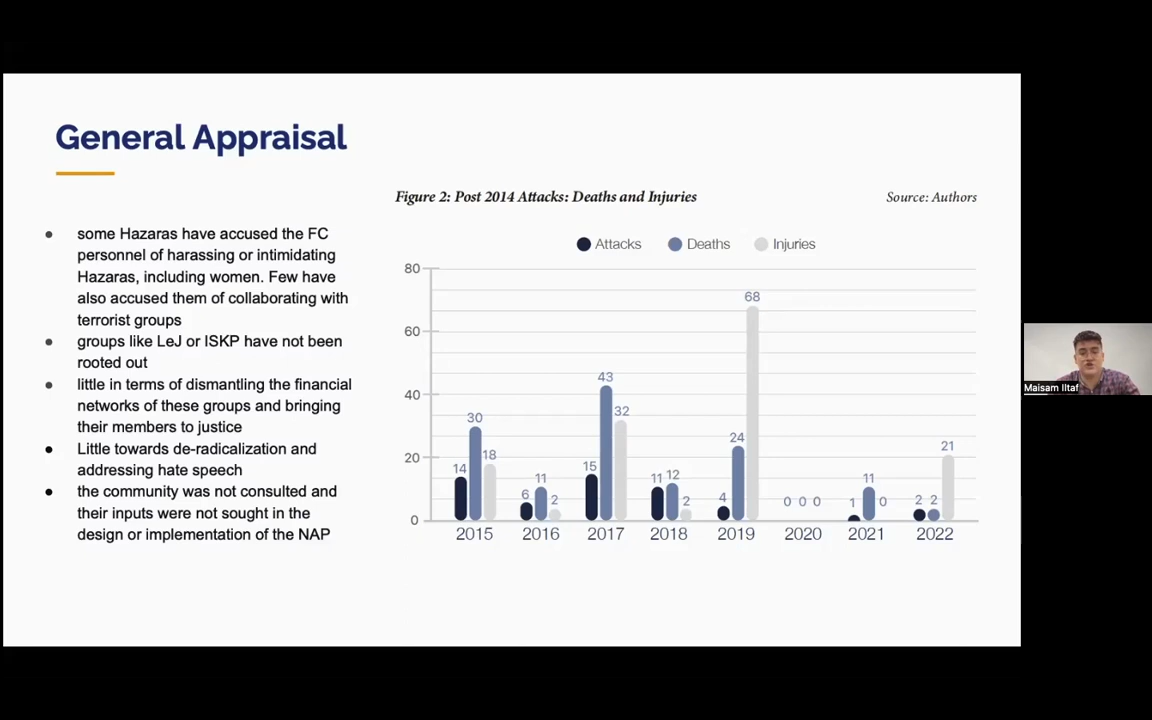 General Appraisal
some Hazaras have accused the FC
personnel of harassing or intimidating
Hazaras, including women. Few have
also accused them of collaborating with
terrorist groups
groups like LeJ or ISKP have not been
rooted out
little in terms of dismantling the financial
networks of these groups and bringing
their members to justice
Little towards de-radicalization and
addressing hate speech
the community was not consulted and
their inputs were not sought in the
design or implementation of the NAP
Figure 2: Post 2014 Attacks: Deaths and Injuries
Source: Authors
Attacks Deaths Injuries
80
60
40
20
0
14 30 18
6 11 2
15 43 32
11 12 2
4 24 68
0 0 0
1 11 0
2 2 21
2015 2016 2017 2018 2019 2020 2021 2022
Maisam Iltaf